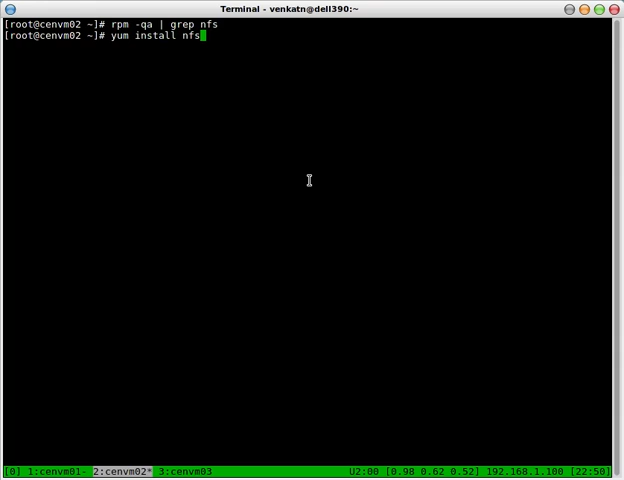 Terminal - venkatn@dell390:~
[root@cenvm02 ~]# rpm -qa | grep nfs
[root@cenvm02 ~]# yum install nfs
[0] 1:cenvm01- 2:cenvm02* 3:cenvm03 U2:00 [0.98 0.62 0.52] 192.168.1.100 [22:50]